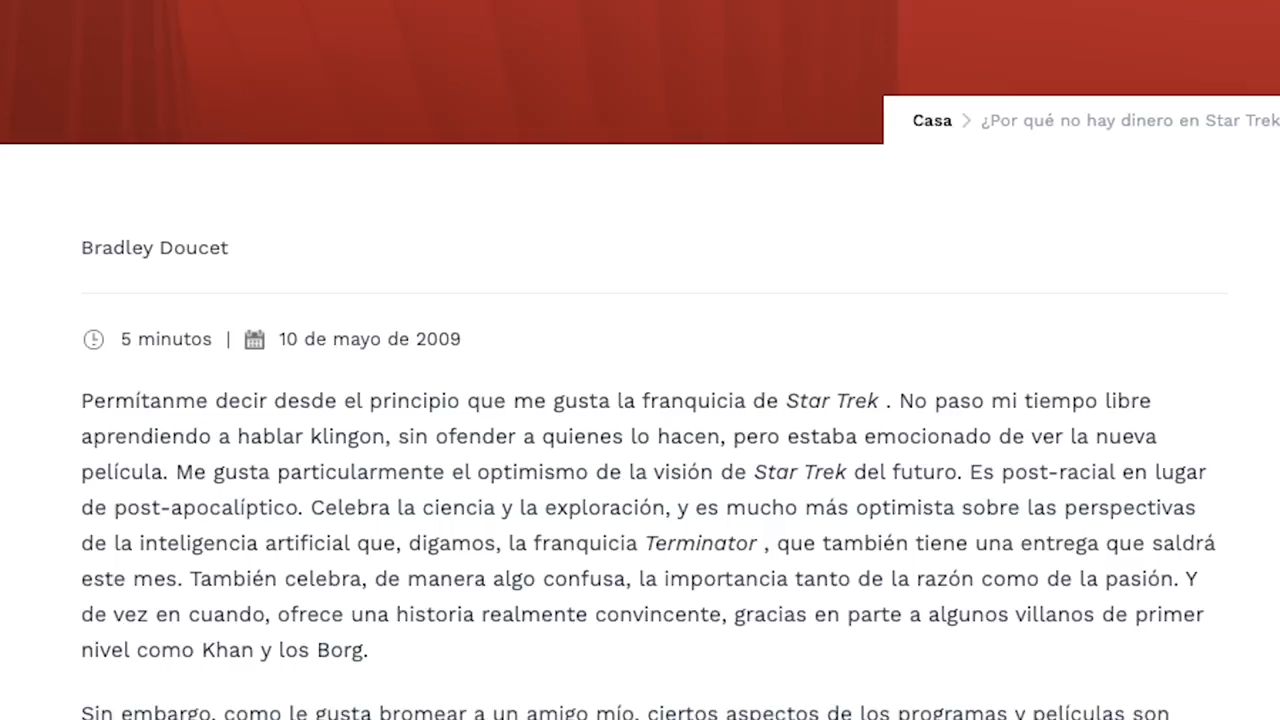 Casa > ¿Por qué no hay dinero en Star Trek
Bradley Doucet
5 minutos | 10 de mayo de 2009
Permítanme decir desde el principio que me gusta la franquicia de Star Trek . No paso mi tiempo libre
aprendiendo a hablar klingon, sin ofender a quienes lo hacen, pero estaba emocionado de ver la nueva
película. Me gusta particularmente el optimismo de la visión de Star Trek del futuro. Es post-racial en lugar
de post-apocalíptico. Celebra la ciencia y la exploración, y es mucho más optimista sobre las perspectivas
de la inteligencia artificial que, digamos, la franquicia Terminator , que también tiene una entrega que saldrá
este mes. También celebra, de manera algo confusa, la importancia tanto de la razón como de la pasión. Y
de vez en cuando, ofrece una historia realmente convincente, gracias en parte a algunos villanos de primer
nivel como Khan y los Borg.
Sin embargo, como le gusta bromear a un amigo mío, ciertos aspectos de los programas y películas son